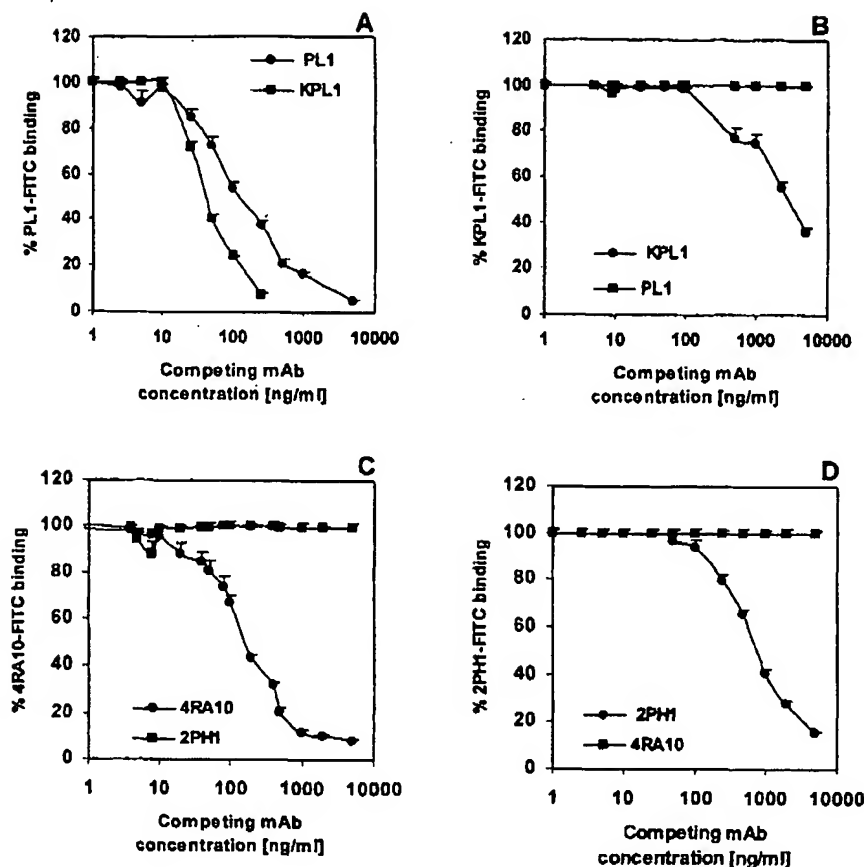 A
120
100
80
60
40
20
0
% PL1-FITC binding
PL1
KPL1
1 10 100 1000 10000
Competing mAb
concentration [ng/ml]
B
120
100
80
60
40
20
0
% KPL1-FITC binding
KPL1
PL1
1 10 100 1000 10000
Competing mAb
concentration [ng/ml]
C
120
100
80
60
40
20
0
% 4RA10-FITC binding
4RA10
2PH1
1 10 100 1000 10000
Competing mAb
concentration [ng/ml]
D
120
100
80
60
40
20
0
% 2PH1-FITC binding
2PH1
4RA10
1 10 100 1000 10000
Competing mAb
concentration [ng/ml]